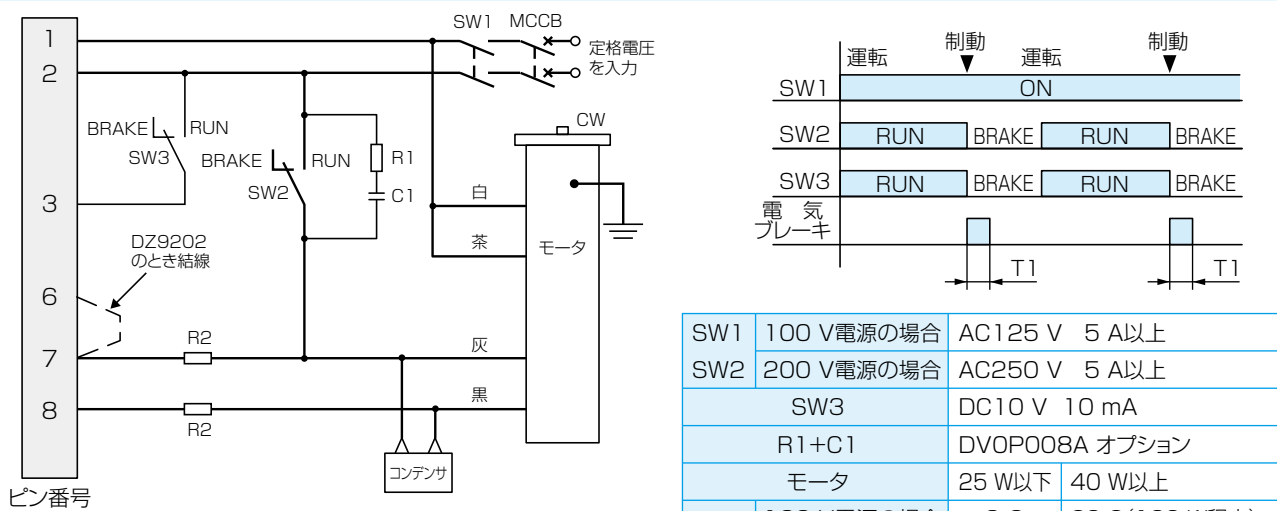 SW1 MCCB
定格電圧
を入力
1
2
3
6
7
8
ピン番号
BRAKE RUN
SW3
BRAKE RUN
SW2
R1
C1
DZ9202
のとき結線
R2
R2
白
茶
灰
黒
CW
モータ
コンデンサ
運転 制動 運転 制動
SW1 ON
SW2 RUN BRAKE RUN BRAKE
SW3 RUN BRAKE RUN BRAKE
電 気
ブレーキ
T1 T1
SW1 100 V電源の場合 AC125 V 5 A以上
SW2 200 V電源の場合 AC250 V 5 A以上
SW3 DC10 V 10 mA
R1+C1 DV0P008A オプション
モータ 25 W以下 40 W以上